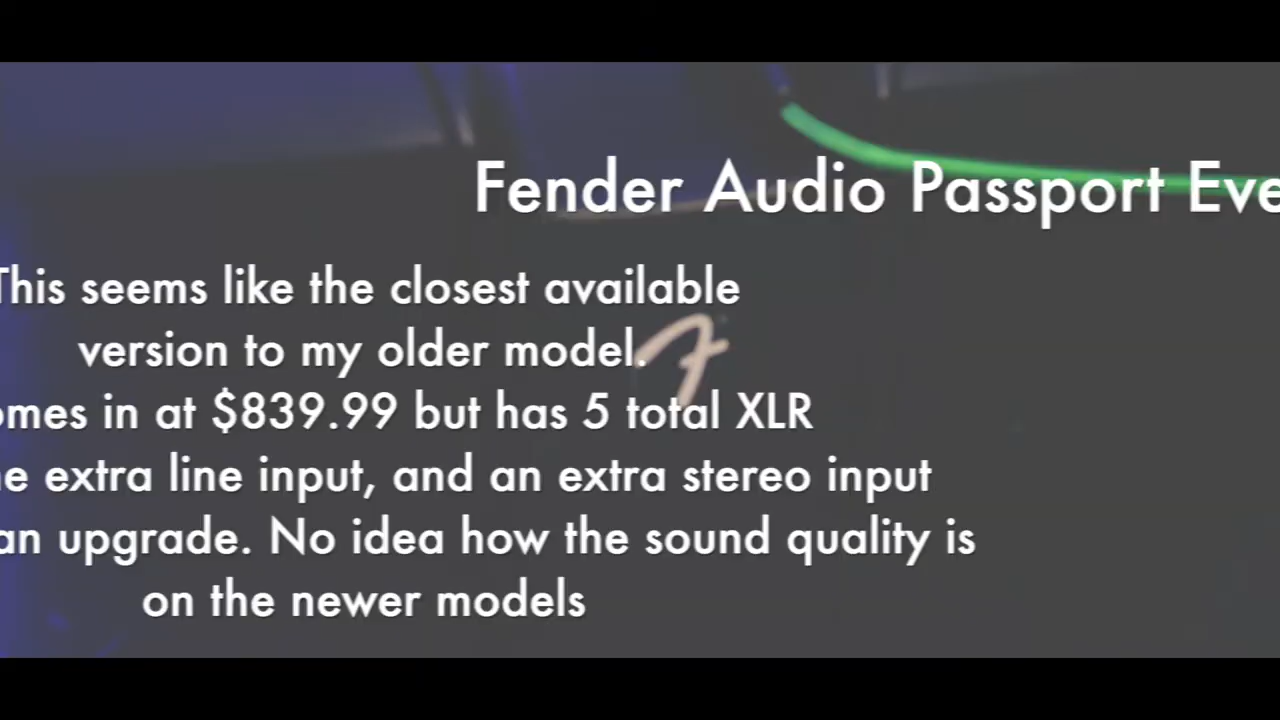 Fender Audio Passport Eve
This seems like the closest available
version to my older model.
omes in at $839.99 but has 5 total XLR
e extra line input, and an extra stereo input
an upgrade. No idea how the sound quality is
on the newer models